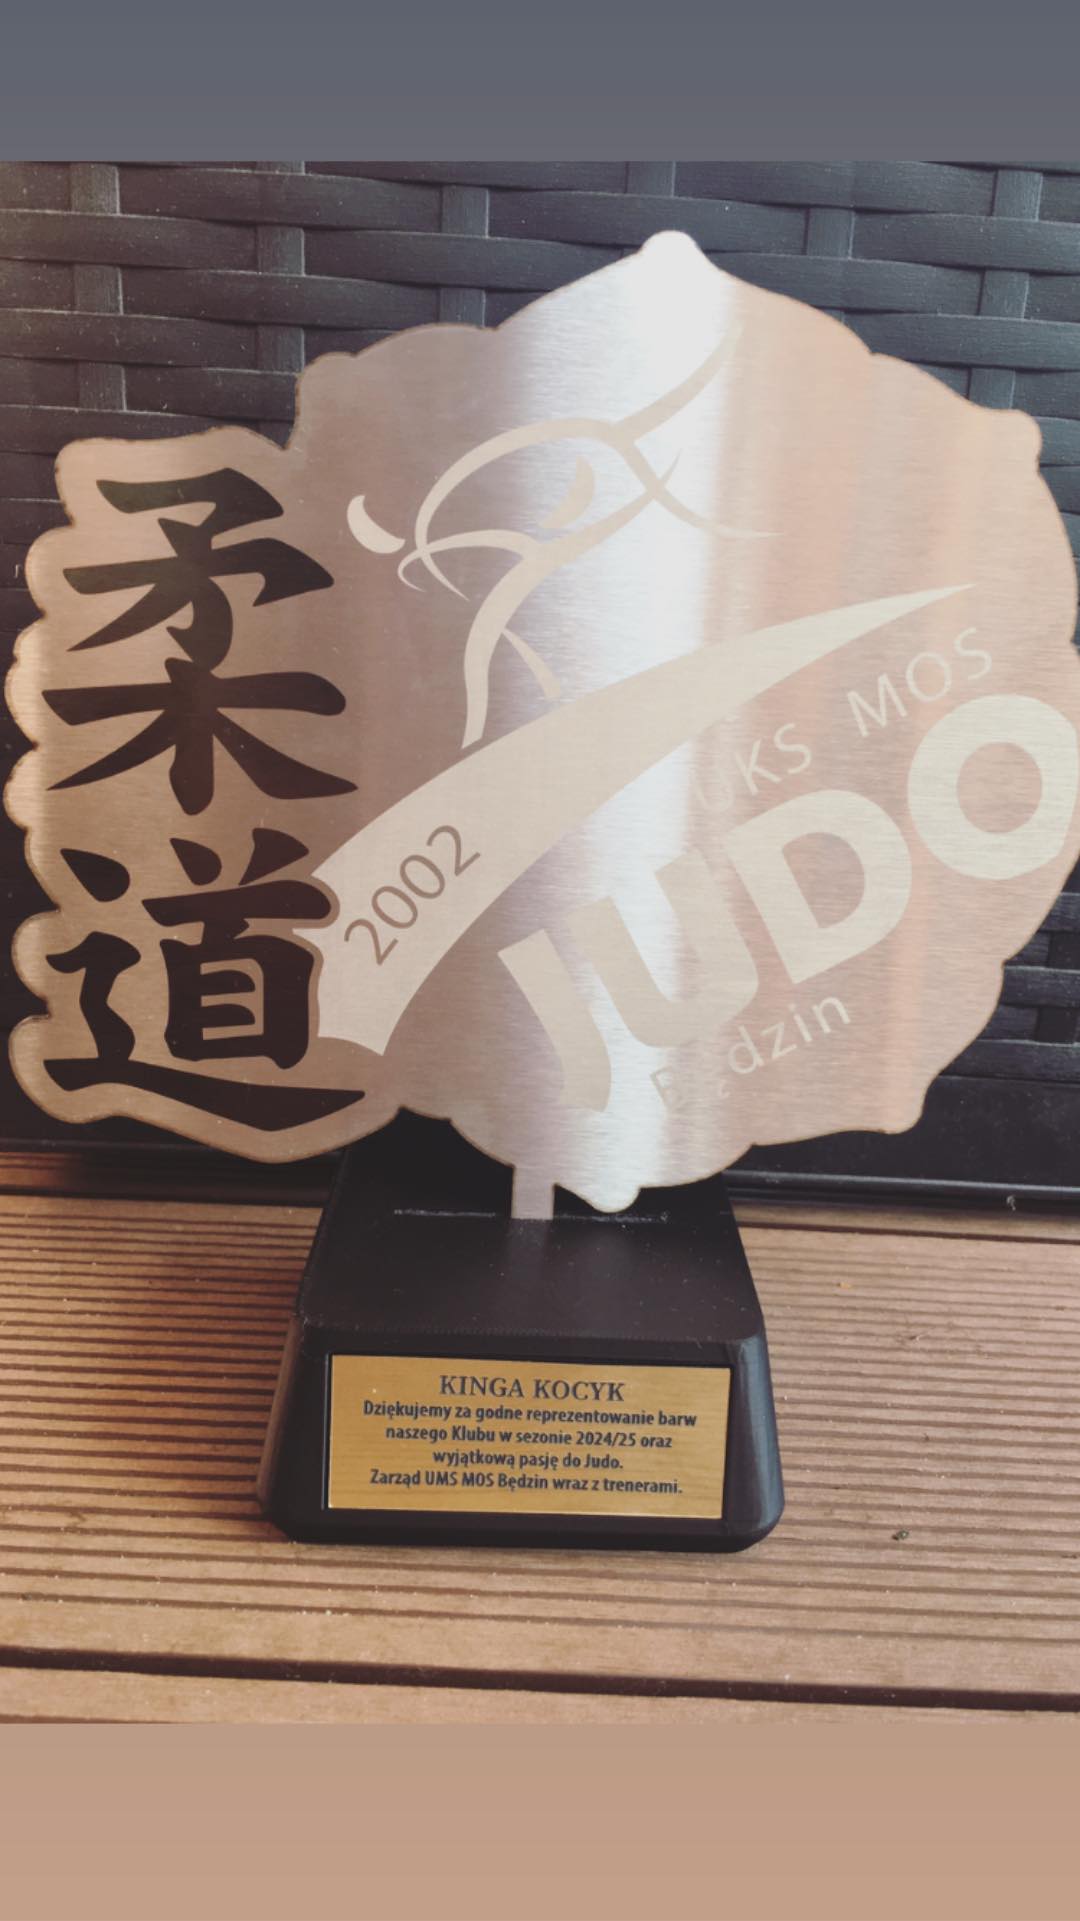 柔道
2002
UKS MOS
JUDO
Będzin
KINGA KOCYK
Dziękujemy za godne reprezentowanie barw
naszego Klubu w sezonie 2024/25 oraz
wyjątkową pasję do Judo.
Zarząd UMS MOS Będzin wraz z trenerami.